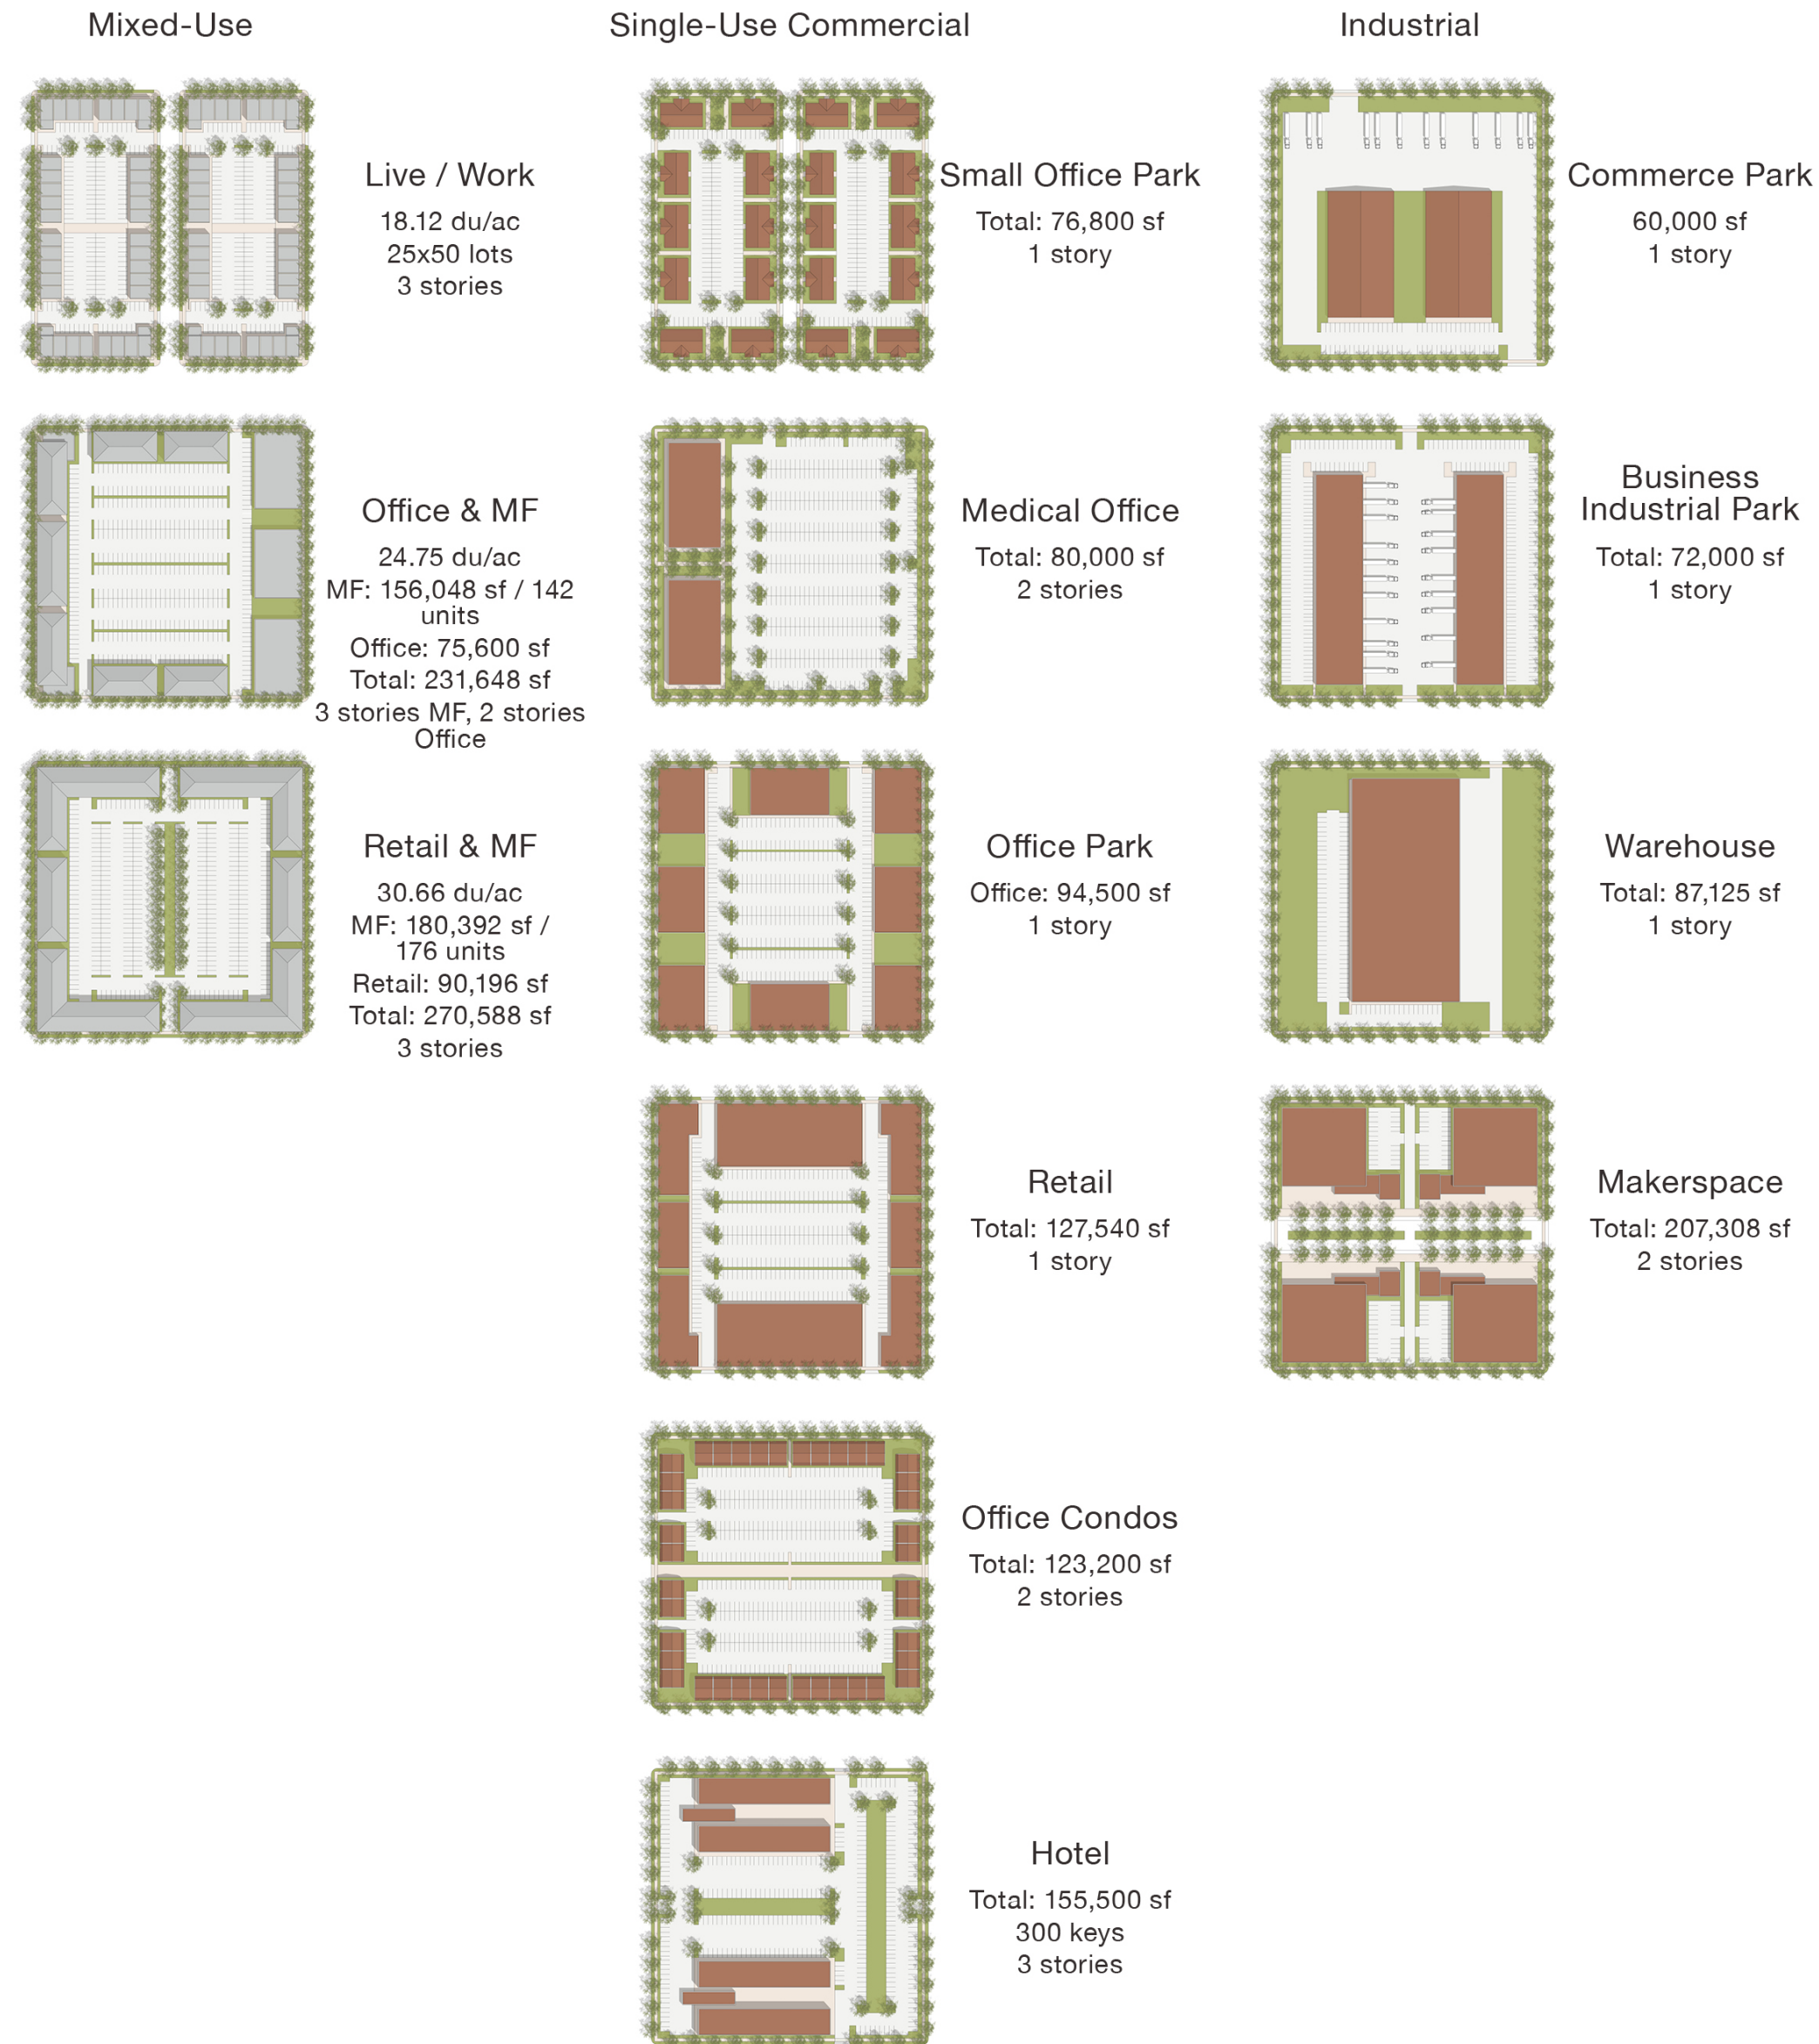 Mixed-Use
Live / Work
18.12 du/ac
25x50 lots
3 stories
Office & MF
24.75 du/ac
MF: 156,048 sf / 142
units
Office: 75,600 sf
Total: 231,648 sf
3 stories MF, 2 stories
Office
Retail & MF
30.66 du/ac
MF: 180,392 sf /
176 units
Retail: 90,196 sf
Total: 270,588 sf
3 stories
Single-Use Commercial
Small Office Park
Total: 76,800 sf
1 story
Medical Office
Total: 80,000 sf
2 stories
Office Park
Office: 94,500 sf
1 story
Retail
Total: 127,540 sf
1 story
Office Condos
Total: 123,200 sf
2 stories
Hotel
Total: 155,500 sf
300 keys
3 stories
Industrial
Commerce Park
60,000 sf
1 story
Business
Industrial Park
Total: 72,000 sf
1 story
Warehouse
Total: 87,125 sf
1 story
Makerspace
Total: 207,308 sf
2 stories